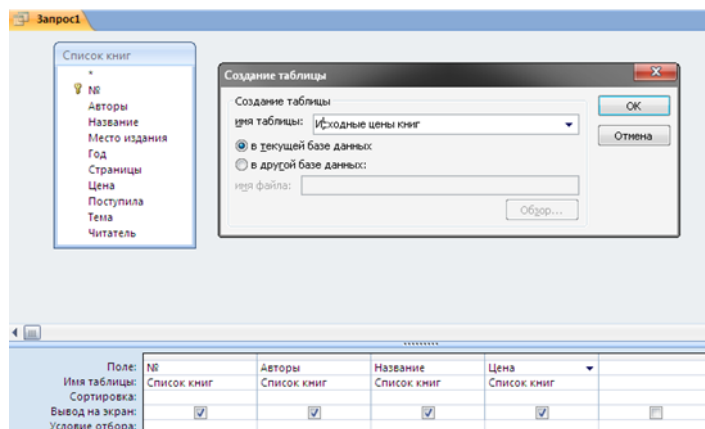 Запрос1
Список книг
*
№
Авторы
Название
Место издания
Год
Страницы
Цена
Поступила
Тема
Читатель
Создание таблицы
Создание таблицы
имя таблицы: Исходные цены книг
в текущей базе данных
в другой базе данных:
имя файла:
Обзор...
ОК
Отмена
Поле: № Авторы Название Цена
Имя таблицы: Список книг Список книг Список книг Список книг
Сортировка:
Вывод на экран:
Условие отбора: